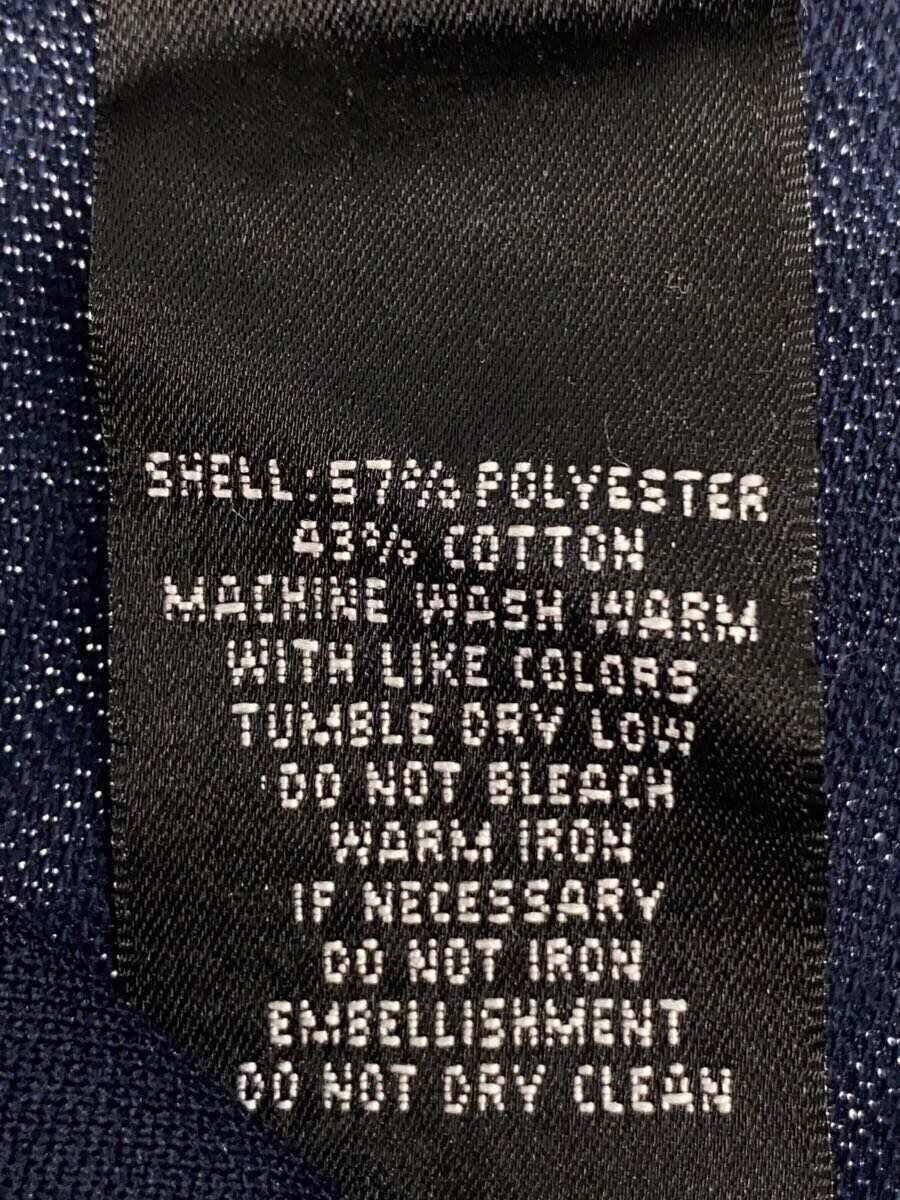 SHELL:57% POLYESTER
43% COTTON
MACHINE WASH WARM
WITH LIKE COLORS
TUMBLE DRY LOW
DO NOT BLEACH
WARM IRON
IF NECESSARY
DO NOT IRON
EMBELLISHMENT
DO NOT DRY CLEAN